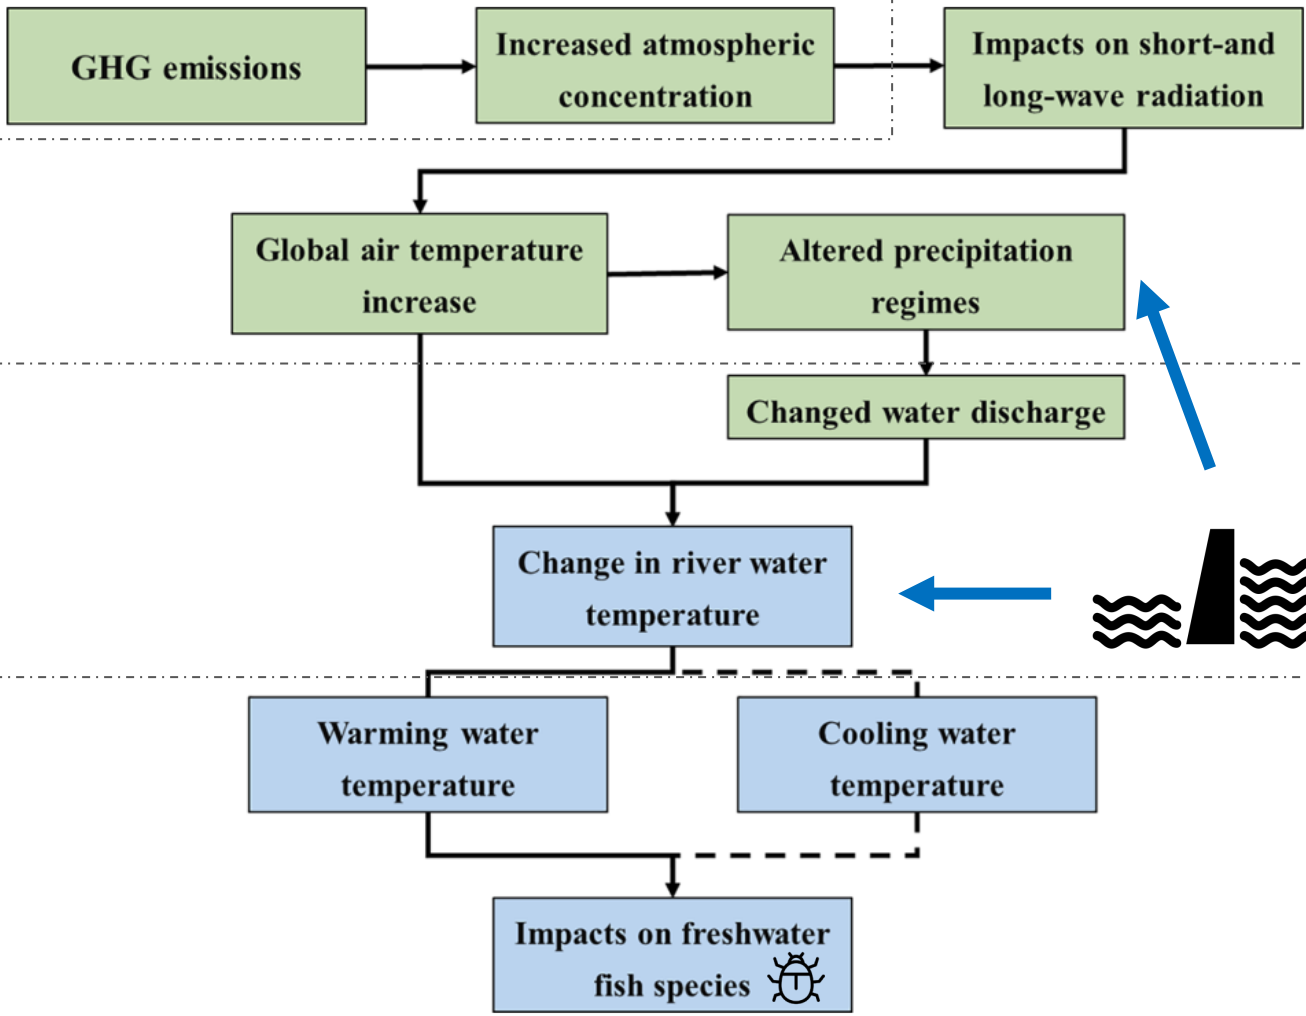 GHG emissions
Increased atmospheric
concentration
Impacts on short-and
long-wave radiation
Global air temperature
increase
Altered precipitation
regimes
Changed water discharge
Change in river water
temperature
Warming water
temperature
Cooling water
temperature
Impacts on freshwater
fish species